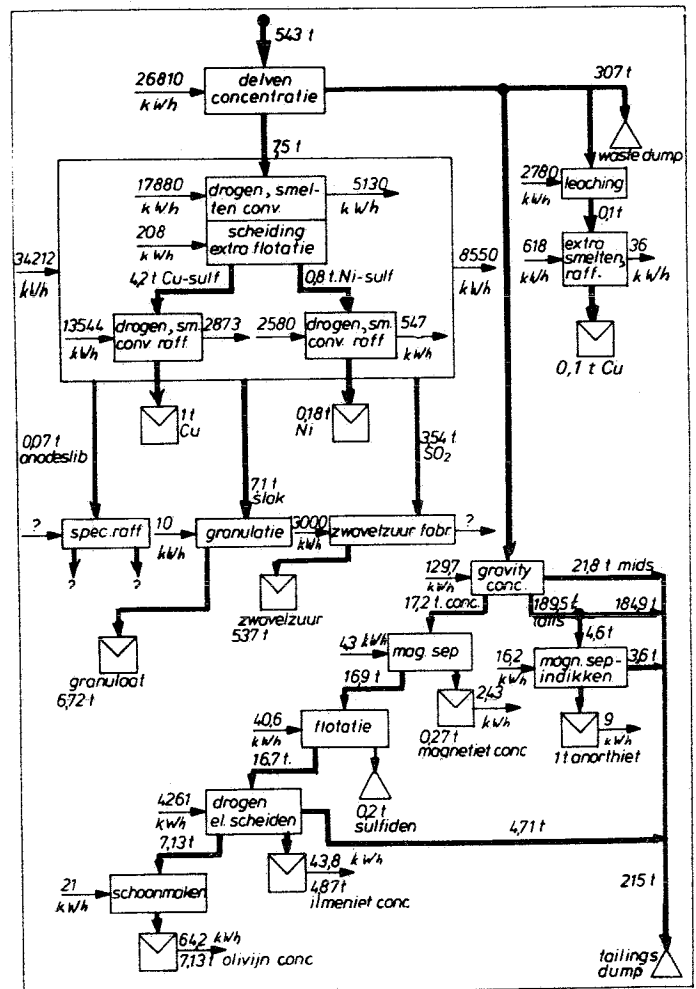 543 t
26810
kWh
delven
concentratie
307 t
7,5 t
waste dump
17880
kWh
drogen, smel-
ten conv.
5130
kWh
2780
kWh
leaching
208
kWh
scheiding
extra flotatie
0,1 t
34212
kWh
4,2 t Cu-sulf
0,8 t. Ni-sulf
8550
kWh
618
kWh
extra
smelten,
raff.
36
kWh
13544
kWh
drogen, sm.
conv. raff
2873
2580
drogen, sm.
conv raff
547
kWh
0,1 t Cu
1 t
Cu
0,18 t
Ni
0,07 t
anodeslib
7,1 t
slak
354 t
SO2
?
spec. raff
10
kWh
granulatie
3000
kWh
zwavelzuur fabr
?
?
?
zwavelzuur
537 t
granulaat
6,72 t
129,7
kWh
gravity
conc.
21,8 t mids
17,2 t. conc.
189,5 t
tails
184,9 t
4,3 kWh
mag. sep
4,6 t
16,2
kWh
magn. sep-
indikken
3,6 t
16,9 t
2,43
kWh
0,27 t
magnetiet conc
9
kWh
1 t anorthiet
40,6
kWh
flotatie
16,7 t.
0,2 t
sulfiden
4261
kWh
drogen
el. scheiden
4,71 t
7,13 t
43,8 kWh
4,87 t
ilmeniet conc
21
kWh
schoonmaken
215 t
64,2 kWh
7,13 t olivijn conc
tailings
dump